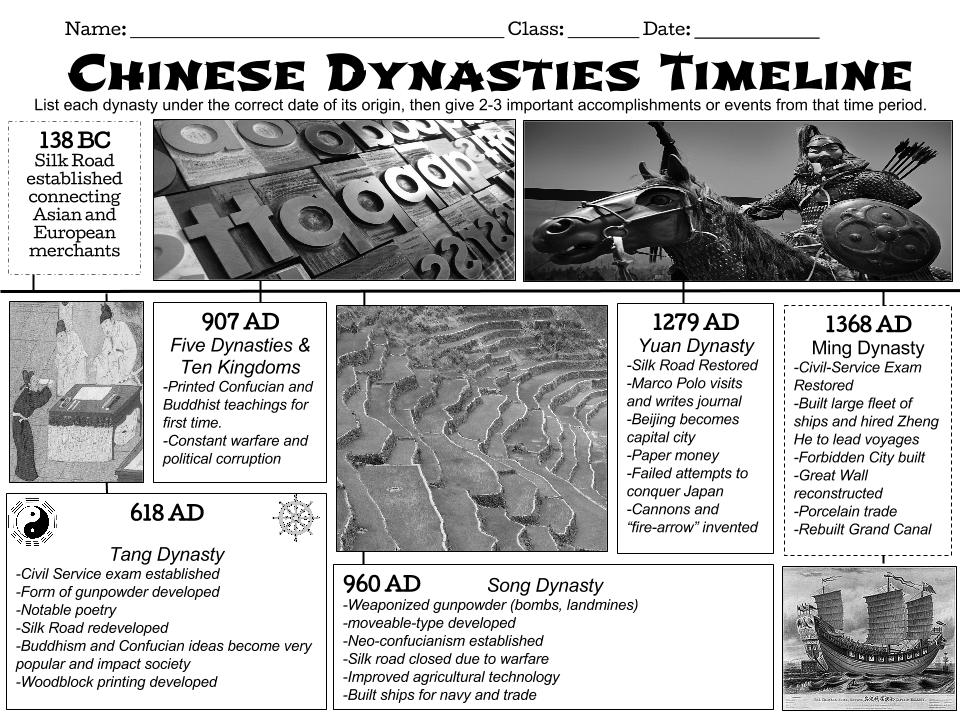 Name: ______________________________________ Class: _______ Date: _____________
Chinese Dynasties Timeline
List each dynasty under the correct date of its origin, then give 2-3 important accomplishments or events from that time period.
138 BC
Silk Road
established
connecting
Asian and
European
merchants
907 AD
Five Dynasties &
Ten Kingdoms
-Printed Confucian and
Buddhist teachings for
first time.
-Constant warfare and
political corruption
1279 AD
Yuan Dynasty
-Silk Road Restored
-Marco Polo visits
and writes journal
-Beijing becomes
capital city
-Paper money
-Failed attempts to
conquer Japan
-Cannons and
“fire-arrow” invented
1368 AD
Ming Dynasty
-Civil-Service Exam
Restored
-Built large fleet of
ships and hired Zheng
He to lead voyages
-Forbidden City built
-Great Wall
reconstructed
-Porcelain trade
-Rebuilt Grand Canal
618 AD
Tang Dynasty
-Civil Service exam established
-Form of gunpowder developed
-Notable poetry
-Silk Road redeveloped
-Buddhism and Confucian ideas become very
popular and impact society
-Woodblock printing developed
960 AD Song Dynasty
-Weaponized gunpowder (bombs, landmines)
-moveable-type developed
-Neo-confucianism established
-Silk road closed due to warfare
-Improved agricultural technology
-Built ships for navy and trade